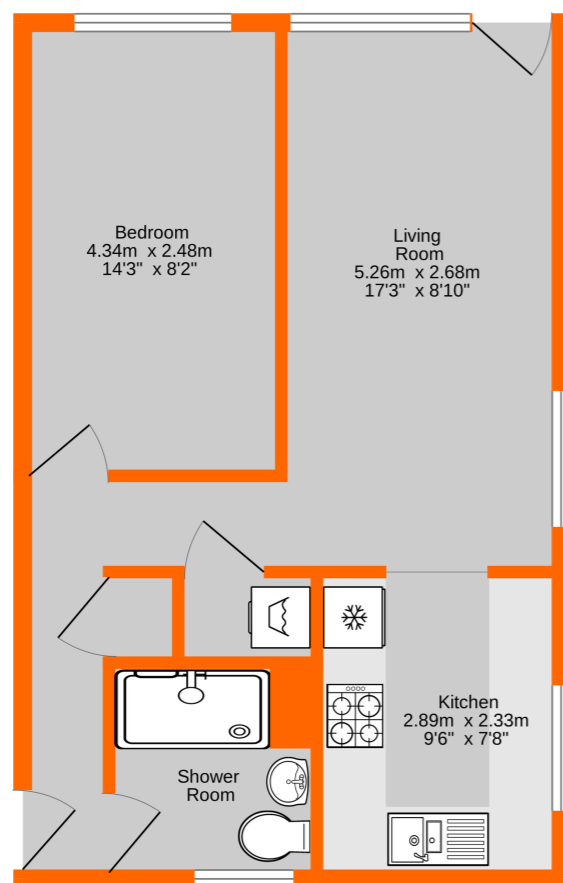 Bedroom
4.34m x 2.48m
14'3" x 8'2"
Living
Room
5.26m x 2.68m
17'3" x 8'10"
Kitchen
2.89m x 2.33m
9'6" x 7'8"
Shower
Room